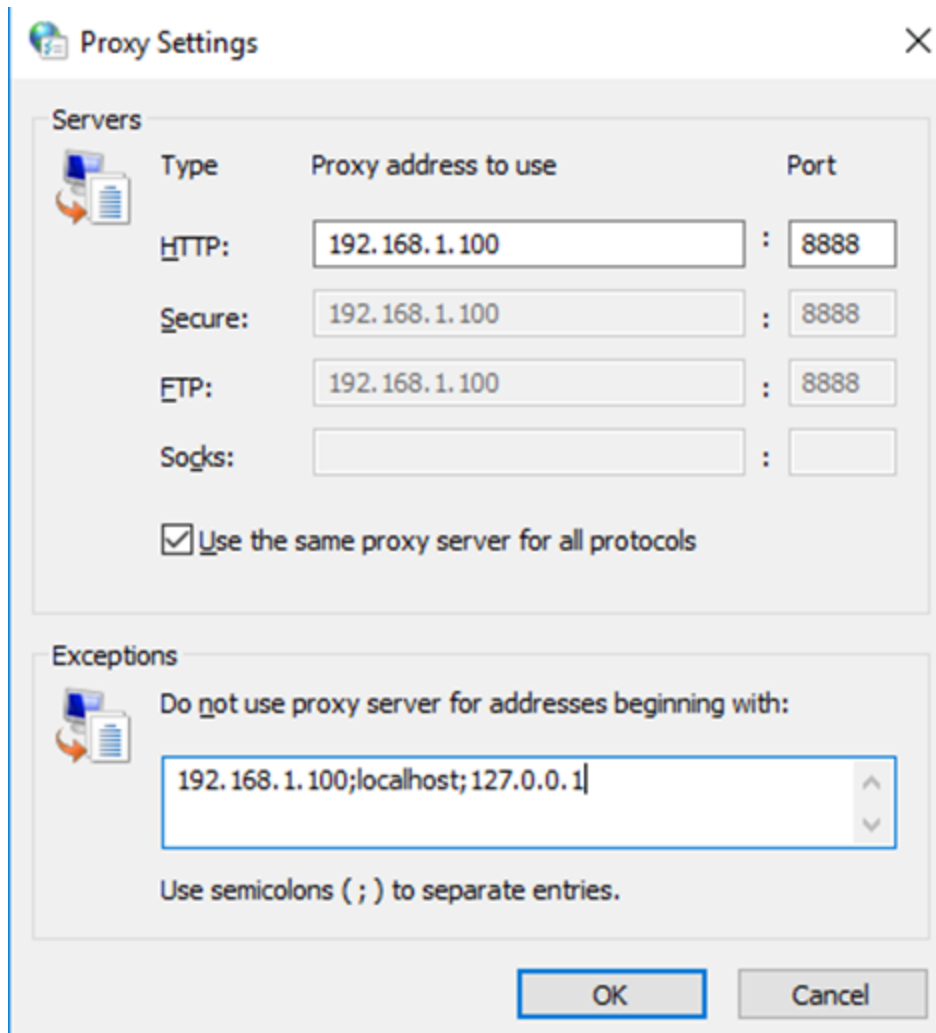 Proxy Settings
Servers
Type Proxy address to use Port
HTTP: 192.168.1.100 : 8888
Secure: 192.168.1.100 : 8888
FTP: 192.168.1.100 : 8888
Socks: :
Use the same proxy server for all protocols
Exceptions
Do not use proxy server for addresses beginning with:
192.168.1.100;localhost;127.0.0.1
Use semicolons ( ; ) to separate entries.
OK Cancel